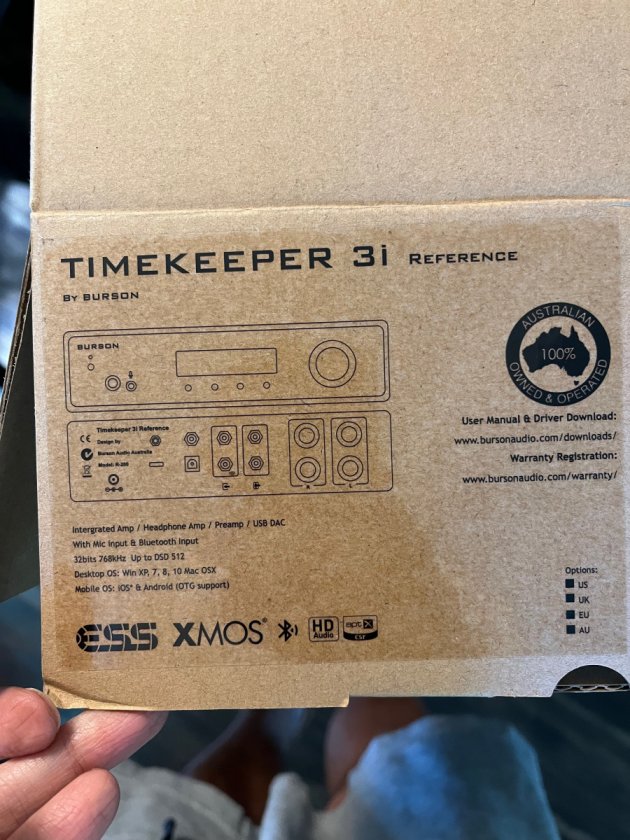 TIMEKEEPER 3i REFERENCE
BY BURSON
BURSON
AUSTRALIAN
100%
OWNED & OPERATED
Timekeeper 3i Reference
Design by
Burson Audio Australia
Model: R-280
R L
User Manual & Driver Download:
www.bursonaudio.com/downloads/
Warranty Registration:
www.bursonaudio.com/warranty/
Intergrated Amp / Headphone Amp / Preamp / USB DAC
With Mic Input & Bluetooth Input
32bits 768kHz Up to DSD 512
Desktop OS: Win XP, 7, 8, 10 Mac OSX
Mobile OS: iOS* & Android (OTG support)
Options:
US
UK
EU
AU
ESS XMOS® HD Audio aptX CSR